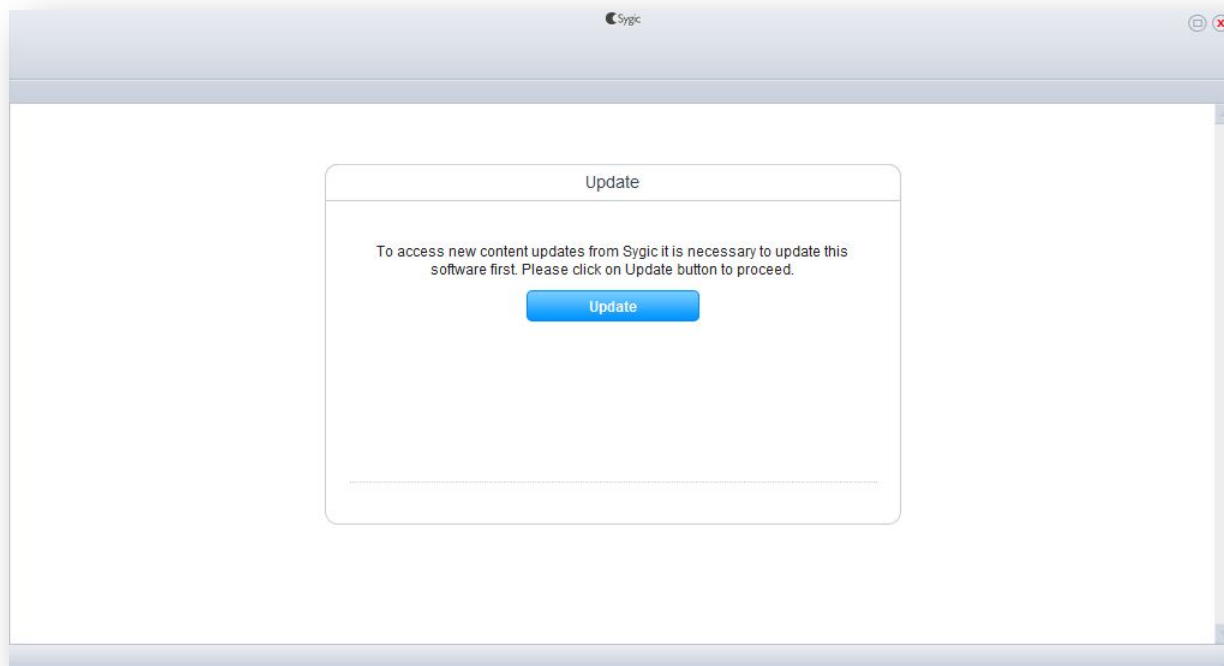 Sygic
Update
To access new content updates from Sygic it is necessary to update this
software first. Please click on Update button to proceed.
Update